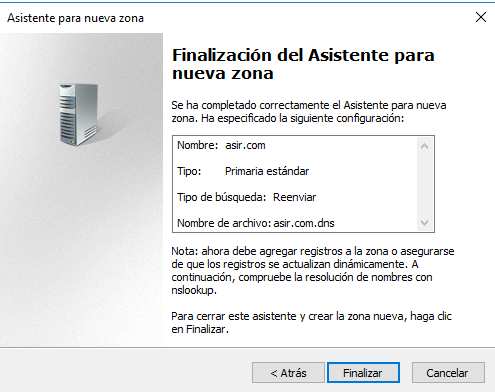 Asistente para nueva zona
Finalización del Asistente para
nueva zona
Se ha completado correctamente el Asistente para nueva
zona. Ha especificado la siguiente configuración:
Nombre: asir.com
Tipo: Primaria estándar
Tipo de búsqueda: Reenviar
Nombre de archivo: asir.com.dns
Nota: ahora debe agregar registros a la zona o asegurarse
de que los registros se actualizan dinámicamente. A
continuación, compruebe la resolución de nombres con
nslookup.
Para cerrar este asistente y crear la zona nueva, haga clic
en Finalizar.
< Atrás Finalizar Cancelar